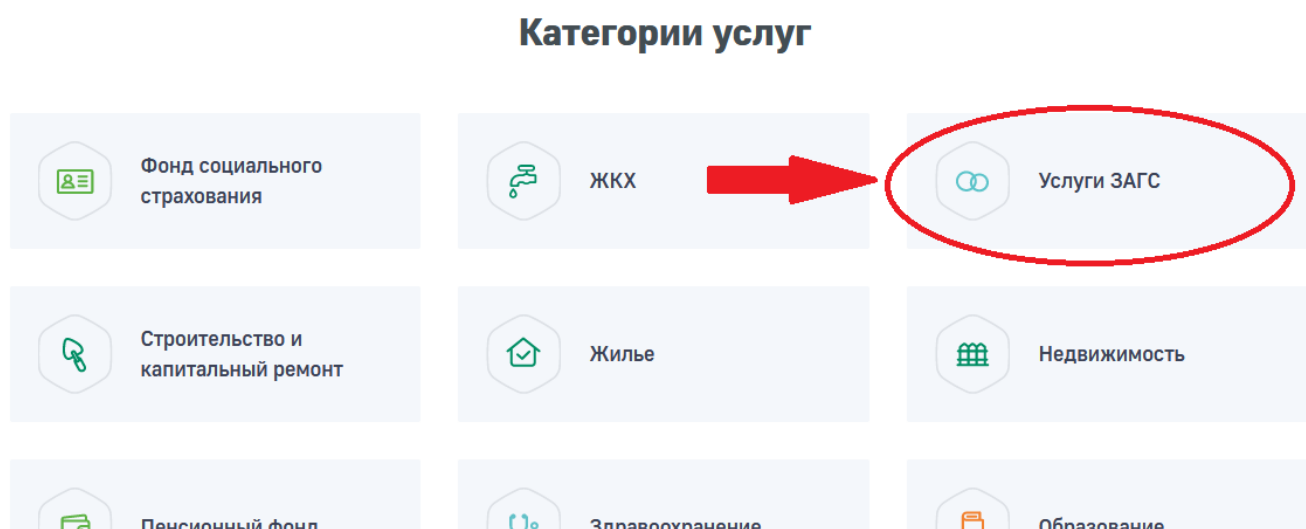 Категории услуг
Фонд социального
страхования
ЖКХ
Услуги ЗАГС
Строительство и
капитальный ремонт
Жилье
Недвижимость
Пенсионный фонд
Здравоохранение
Образование